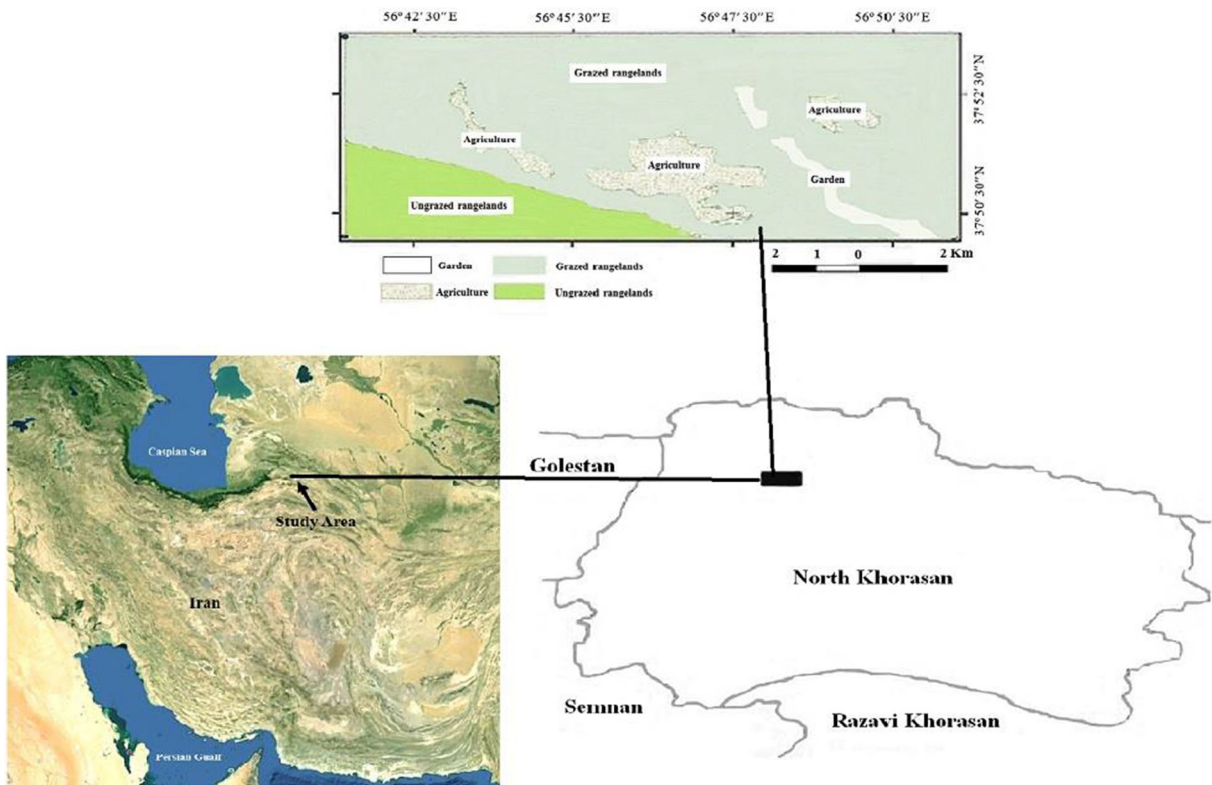 56°42'30"E 56°45'30"E 56°47'30"E 56°50'30"E
Grazed rangelands
37°52'30"N
Agriculture
Agriculture
Agriculture
Garden
Ungrazed rangelands
37°50'30"N
2 1 0 2 Km
Garden Grazed rangelands
Agriculture Ungrazed rangelands
Caspian Sea
Study Area
Iran
Persian Gualf
Golestan
North Khorasan
Semnan
Razavi Khorasan